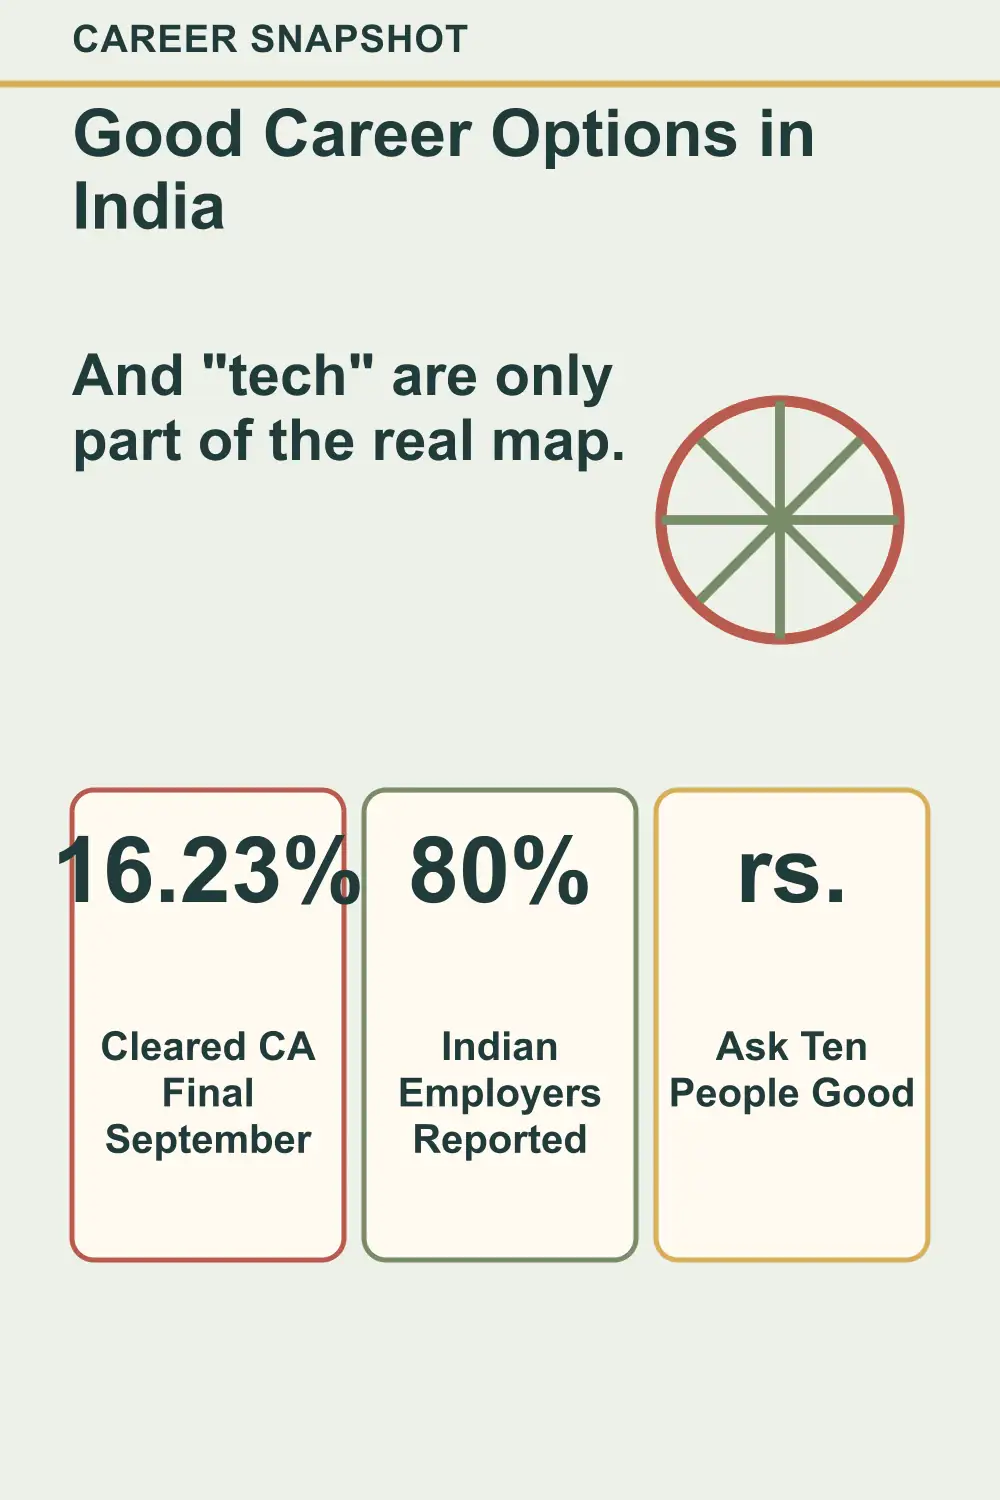 CAREER SNAPSHOT
Good Career Options in
India
And "tech" are only
part of the real map.
16.23%
Cleared CA
Final
September
80%
Indian
Employers
Reported
rs.
Ask Ten
People Good